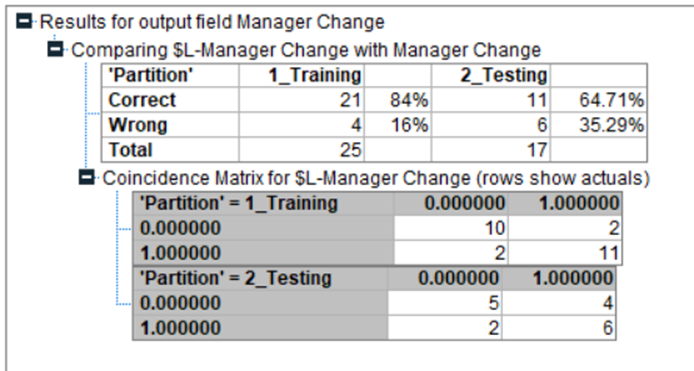 Results for output field Manager Change
Comparing $L-Manager Change with Manager Change
'Partition' 1_Training 2_Testing
Correct 21 84% 11 64.71%
Wrong 4 16% 6 35.29%
Total 25 17
Coincidence Matrix for $L-Manager Change (rows show actuals)
'Partition' = 1_Training 0.000000 1.000000
0.000000 10 2
1.000000 2 11
'Partition' = 2_Testing 0.000000 1.000000
0.000000 5 4
1.000000 2 6